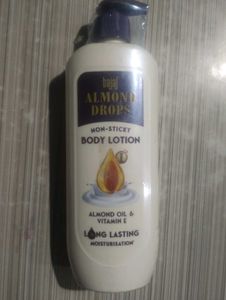 bajaj
ALMOND
DROPS
NON-STICKY
BODY LOTION
ALMOND OIL &
VITAMIN E
LONG LASTING
MOISTURISATION